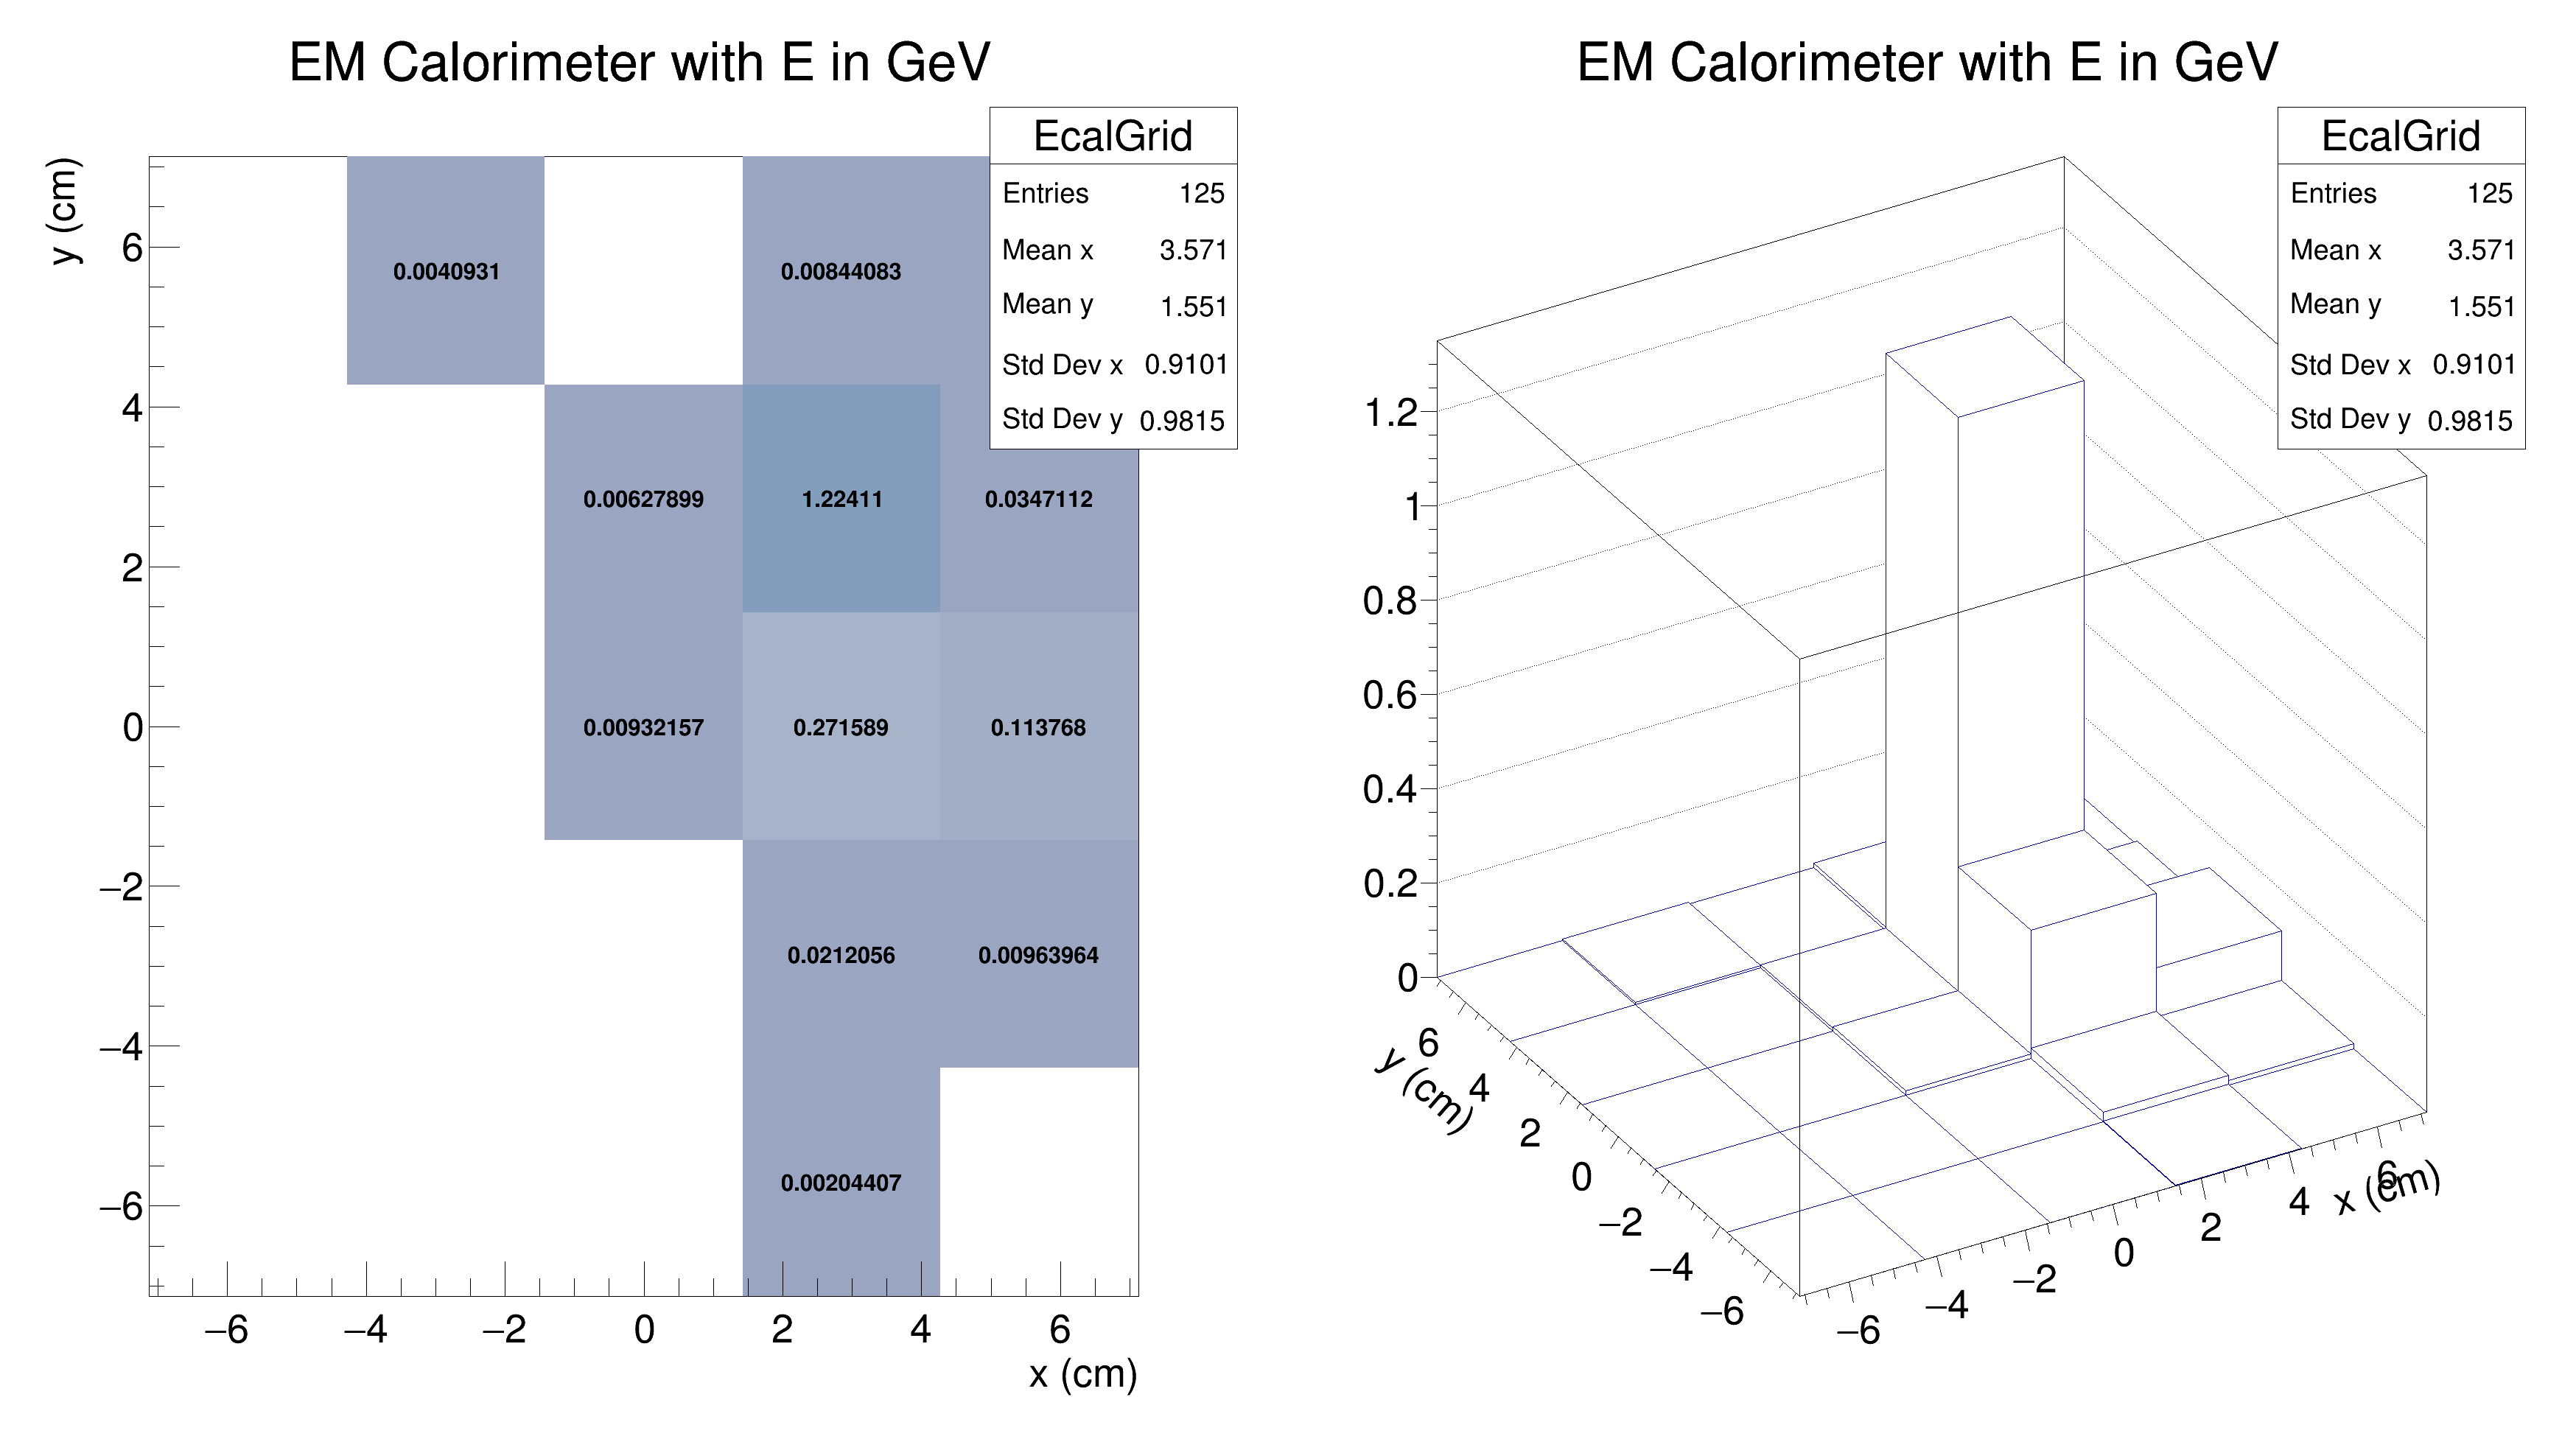 EM Calorimeter with E in GeV
EcalGrid
Entries 125
Mean x 3.571
Mean y 1.551
Std Dev x 0.9101
Std Dev y 0.9815
y (cm)
6
4
2
0
−2
−4
−6
0.0040931
0.00844083
0.00627899
1.22411
0.0347112
0.00932157
0.271589
0.113768
0.0212056
0.00963964
0.00204407
−6 −4 −2 0 2 4 6
x (cm)
EM Calorimeter with E in GeV
EcalGrid
Entries 125
Mean x 3.571
Mean y 1.551
Std Dev x 0.9101
Std Dev y 0.9815
1.2
1
0.8
0.6
0.4
0.2
0
y (cm)
6
4
2
0
−2
−4
−6
−6
−4
−2
0
2
4
6
x (cm)